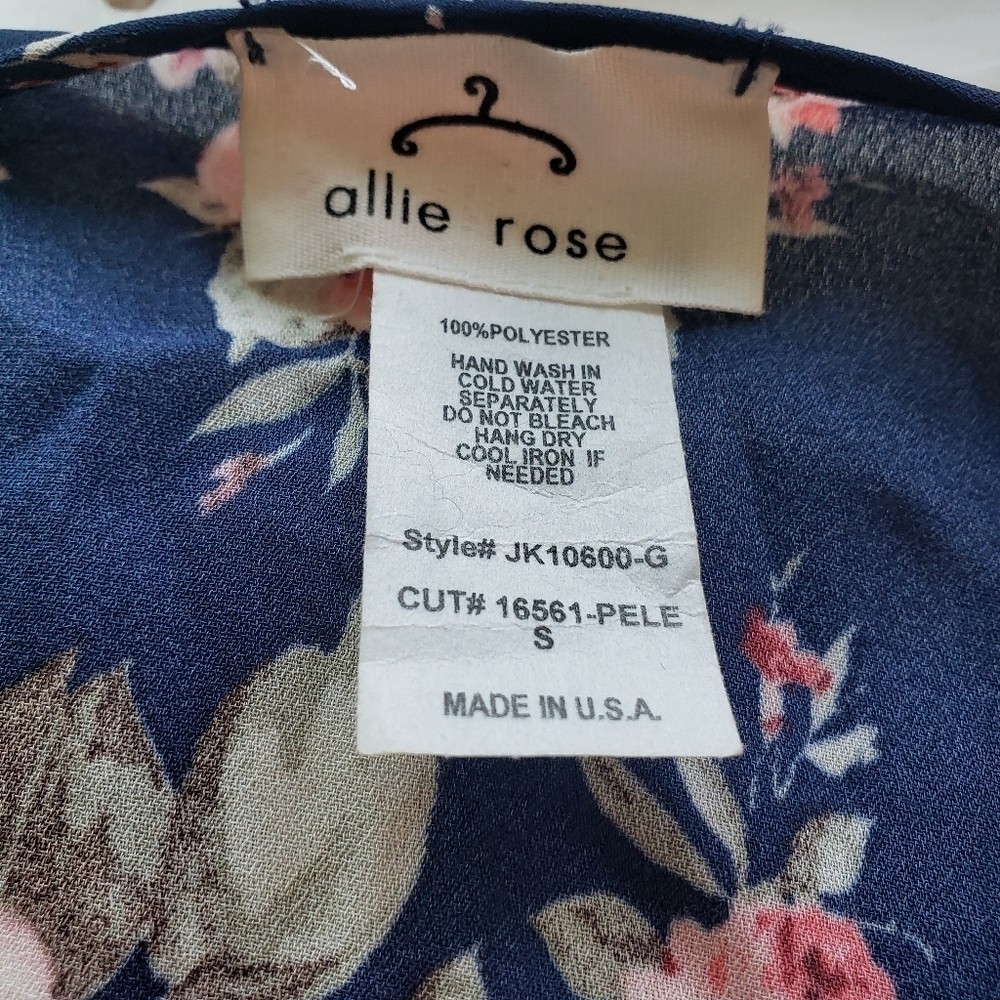 allie rose
100%POLYESTER
HAND WASH IN
COLD WATER
SEPARATELY
DO NOT BLEACH
HANG DRY
COOL IRON IF
NEEDED
Style# JK10600-G
CUT# 16561-PELE
S
MADE IN U.S.A.